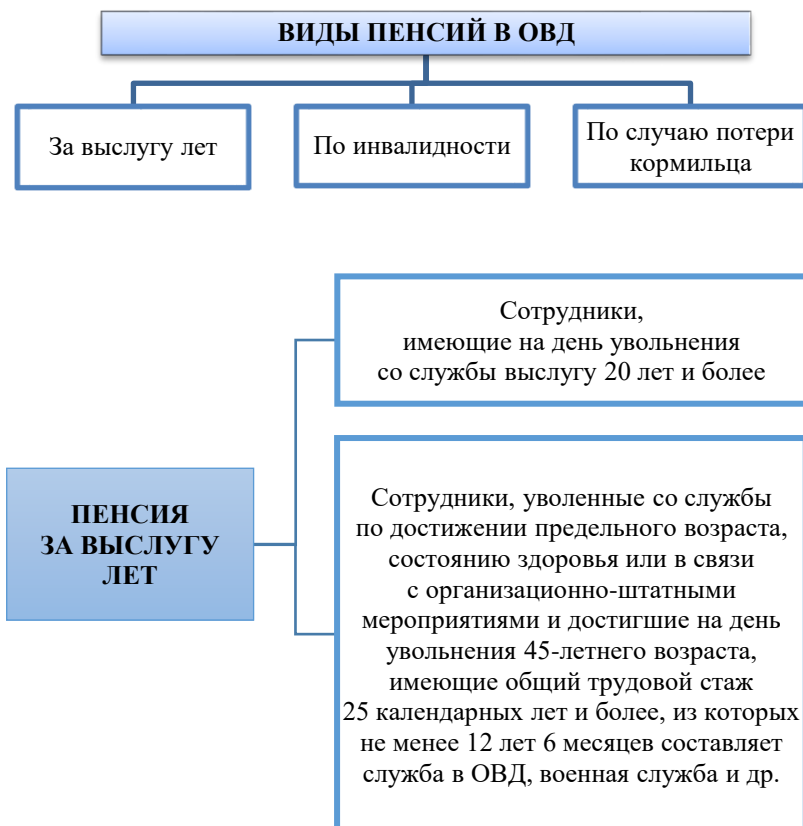 ВИДЫ ПЕНСИЙ В ОВД
За выслугу лет
По инвалидности
По случаю потери
кормильца
Сотрудники,
имеющие на день увольнения
со службы выслугу 20 лет и более
ПЕНСИЯ
ЗА ВЫСЛУГУ
ЛЕТ
Сотрудники, уволенные со службы
по достижении предельного возраста,
состоянию здоровья или в связи
с организационно-штатными
мероприятиями и достигшие на день
увольнения 45-летнего возраста,
имеющие общий трудовой стаж
25 календарных лет и более, из которых
не менее 12 лет 6 месяцев составляет
служба в ОВД, военная служба и др.